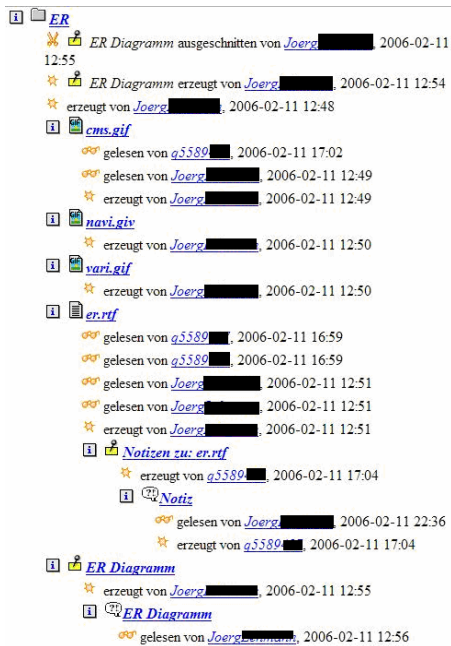 ER
ER Diagramm ausgeschnitten von Joerg, 2006-02-11
12:55
ER Diagramm erzeugt von Joerg, 2006-02-11 12:54
erzeugt von Joerg, 2006-02-11 12:48
cms.gif
gelesen von q5589, 2006-02-11 17:02
gelesen von Joerg, 2006-02-11 12:49
erzeugt von Joerg, 2006-02-11 12:49
navi.giv
erzeugt von Joerg, 2006-02-11 12:50
vari.gif
erzeugt von Joerg, 2006-02-11 12:50
er.rtf
gelesen von q5589, 2006-02-11 16:59
gelesen von q5589, 2006-02-11 16:59
gelesen von Joerg, 2006-02-11 12:51
gelesen von Joerg, 2006-02-11 12:51
erzeugt von Joerg, 2006-02-11 12:51
Notizen zu: er.rtf
erzeugt von q5589, 2006-02-11 17:04
Notiz
gelesen von Joerg, 2006-02-11 22:36
erzeugt von q5589, 2006-02-11 17:04
ER Diagramm
erzeugt von Joerg, 2006-02-11 12:55
ER Diagramm
gelesen von Joerg, 2006-02-11 12:56